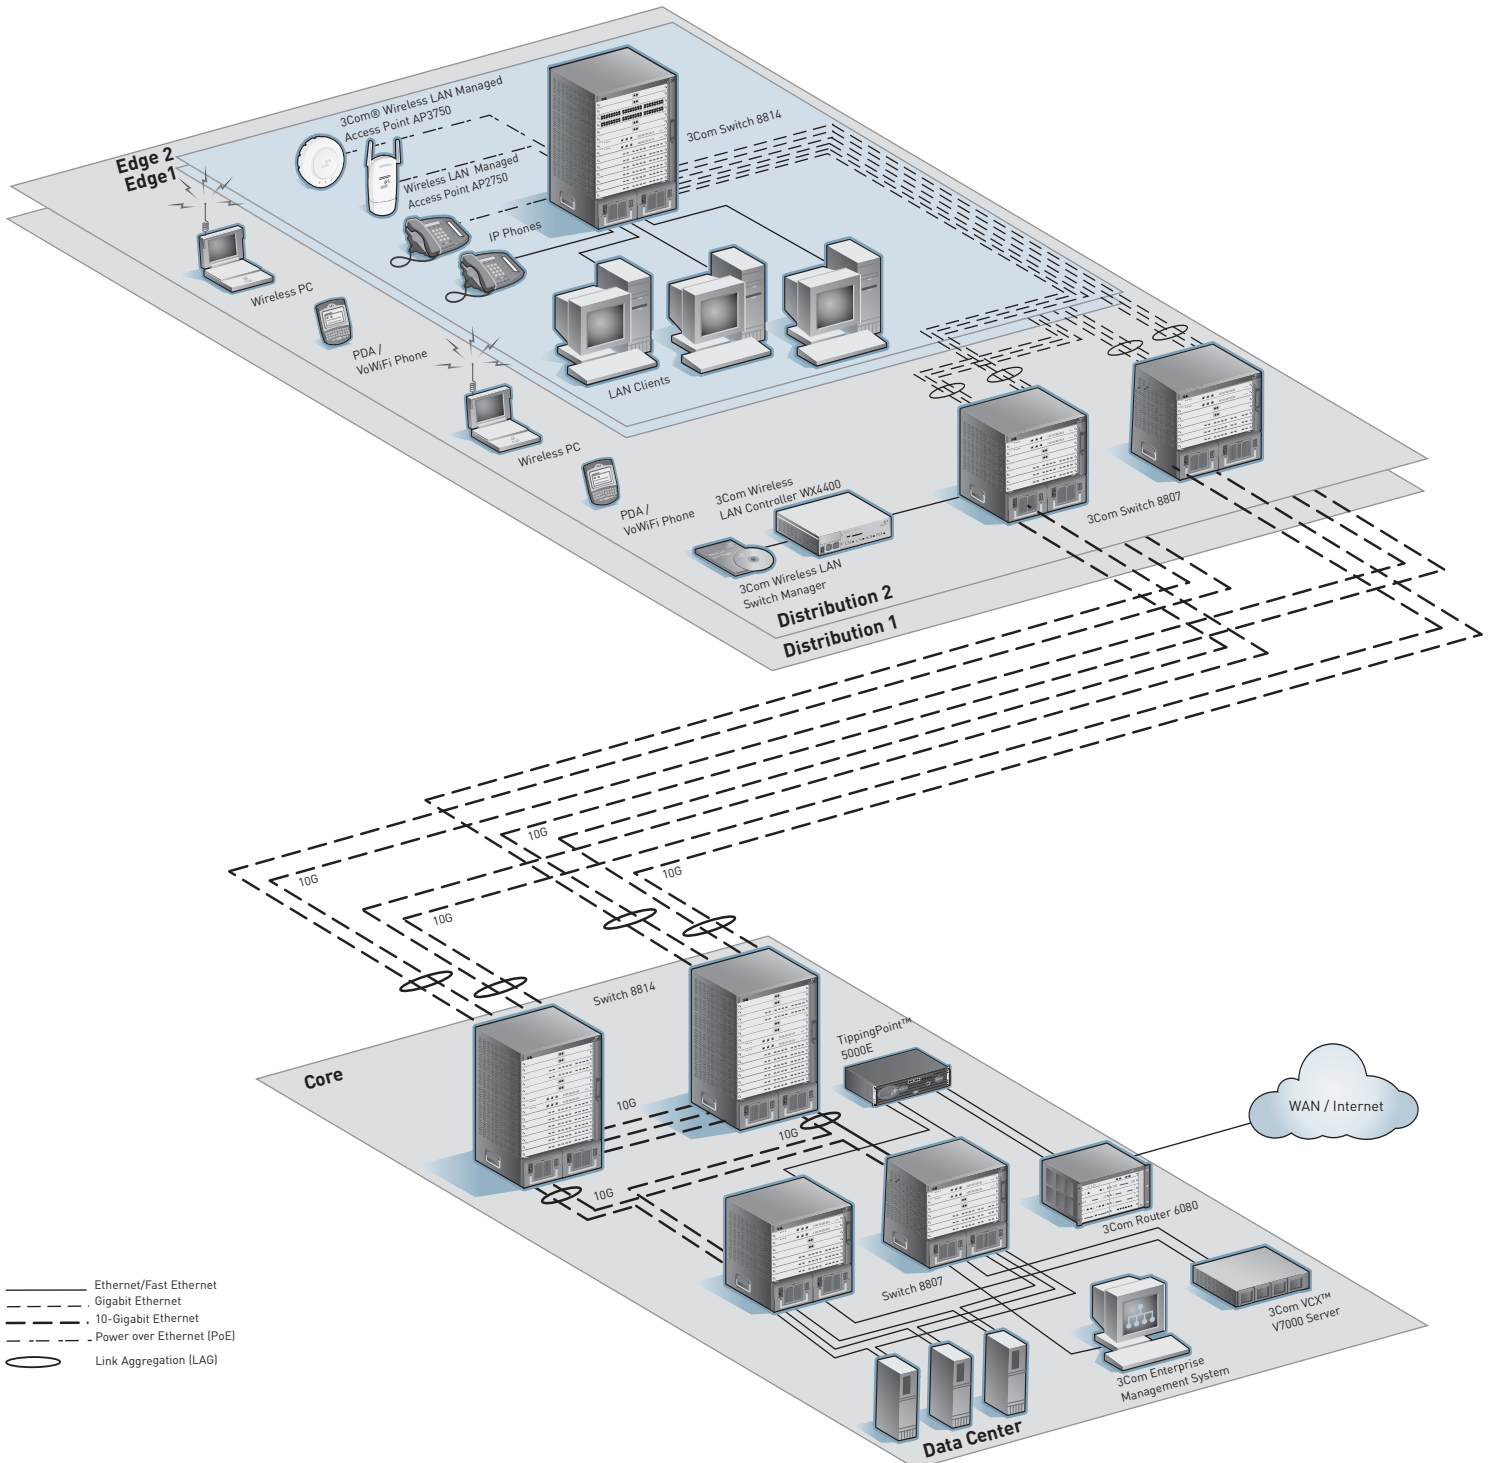 3Com® Wireless LAN Managed
Access Point AP3750
3Com Switch 8814
Edge 2
Edge1
Wireless LAN Managed
Access Point AP2750
IP Phones
Wireless PC
PDA /
VoWiFi Phone
LAN Clients
Wireless PC
PDA /
VoWiFi Phone
3Com Wireless
LAN Controller WX4400
3Com Switch 8807
3Com Wireless LAN
Switch Manager
Distribution 2
Distribution 1
10G
10G
10G
10G
Switch 8814
Core
TippingPoint™
5000E
10G
10G
10G
WAN / Internet
3Com Router 6080
Switch 8807
3Com VCX™
V7000 Server
3Com Enterprise
Management System
Data Center
Ethernet/Fast Ethernet
Gigabit Ethernet
10-Gigabit Ethernet
Power over Ethernet (PoE)
Link Aggregation (LAG)